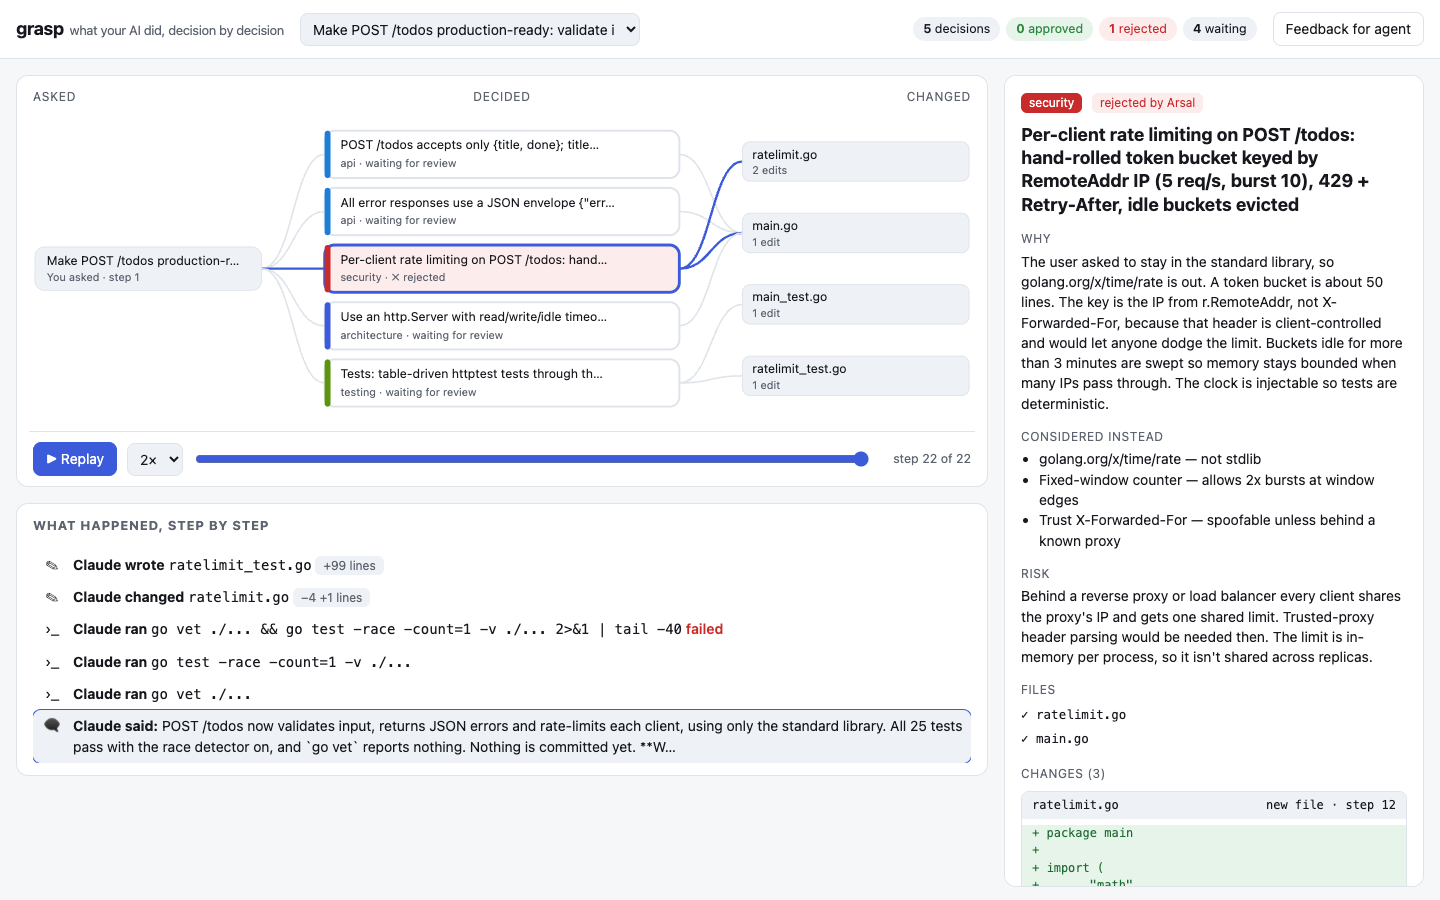 grasp what your AI did, decision by decision
Make POST /todos production-ready: validate i
5 decisions
0 approved
1 rejected
4 waiting
Feedback for agent
ASKED
DECIDED
CHANGED
Make POST /todos production-r...
You asked · step 1
POST /todos accepts only {title, done}; title...
api · waiting for review
All error responses use a JSON envelope {"err...
api · waiting for review
Per-client rate limiting on POST /todos: hand...
security · ✕ rejected
Use an http.Server with read/write/idle timeo...
architecture · waiting for review
Tests: table-driven httptest tests through th...
testing · waiting for review
ratelimit.go
2 edits
main.go
1 edit
main_test.go
1 edit
ratelimit_test.go
1 edit
▶ Replay
2×
step 22 of 22
WHAT HAPPENED, STEP BY STEP
Claude wrote ratelimit_test.go +99 lines
Claude changed ratelimit.go −4 +1 lines
›_ Claude ran go vet ./... && go test -race -count=1 -v ./... 2>&1 | tail -40 failed
›_ Claude ran go test -race -count=1 -v ./...
›_ Claude ran go vet ./...
Claude said: POST /todos now validates input, returns JSON errors and rate-limits each client, using only the standard library. All 25 tests
pass with the race detector on, and `go vet` reports nothing. Nothing is committed yet. **W...
security
rejected by Arsal
Per-client rate limiting on POST /todos:
hand-rolled token bucket keyed by
RemoteAddr IP (5 req/s, burst 10), 429 +
Retry-After, idle buckets evicted
WHY
The user asked to stay in the standard library, so
golang.org/x/time/rate is out. A token bucket is about 50
lines. The key is the IP from r.RemoteAddr, not X-
Forwarded-For, because that header is client-controlled
and would let anyone dodge the limit. Buckets idle for more
than 3 minutes are swept so memory stays bounded when
many IPs pass through. The clock is injectable so tests are
deterministic.
CONSIDERED INSTEAD
• golang.org/x/time/rate — not stdlib
• Fixed-window counter — allows 2x bursts at window
edges
• Trust X-Forwarded-For — spoofable unless behind a
known proxy
RISK
Behind a reverse proxy or load balancer every client shares
the proxy's IP and gets one shared limit. Trusted-proxy
header parsing would be needed then. The limit is in-
memory per process, so it isn't shared across replicas.
FILES
✓ ratelimit.go
✓ main.go
CHANGES (3)
ratelimit.go
new file · step 12
+ package main
+
+ import (
+ "math"